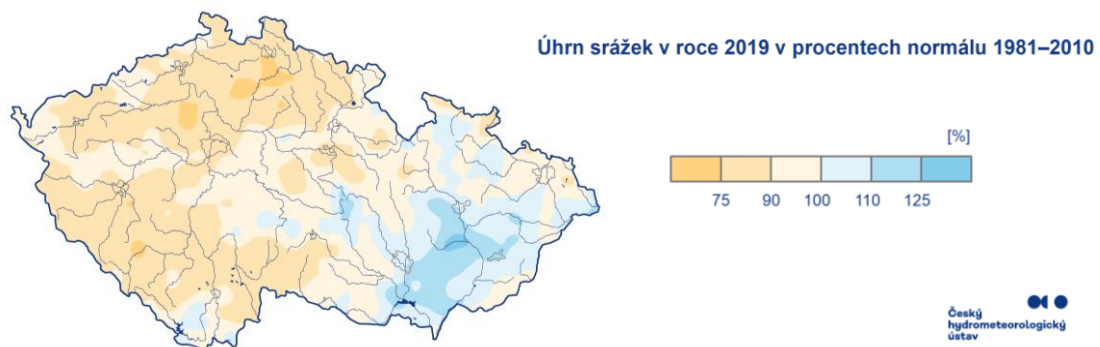 Úhrn srážek v roce 2019 v procentech normálu 1981–2010
[%]
75 90 100 110 125
Český
hydrometeorologický
ústav